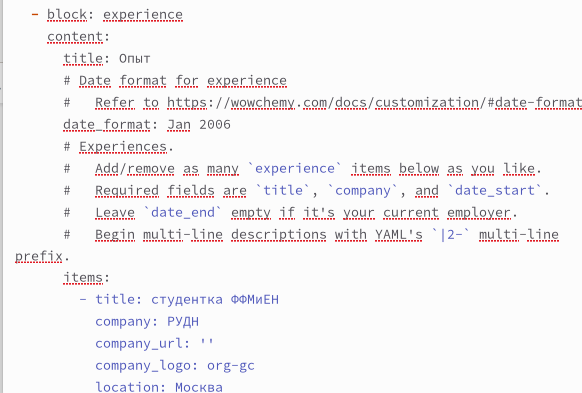 - block: experience
content:
title: Опыт
# Date format for experience
#   Refer to https://wowchemy.com/docs/customization/#date-format
date_format: Jan 2006
# Experiences.
#   Add/remove as many `experience` items below as you like.
#   Required fields are `title`, `company`, and `date_start`.
#   Leave `date_end` empty if it's your current employer.
#   Begin multi-line descriptions with YAML's `|2-` multi-line
prefix.
items:
- title: студентка ФФМиЕН
company: РУДН
company_url: ''
company_logo: org-gc
location: Москва